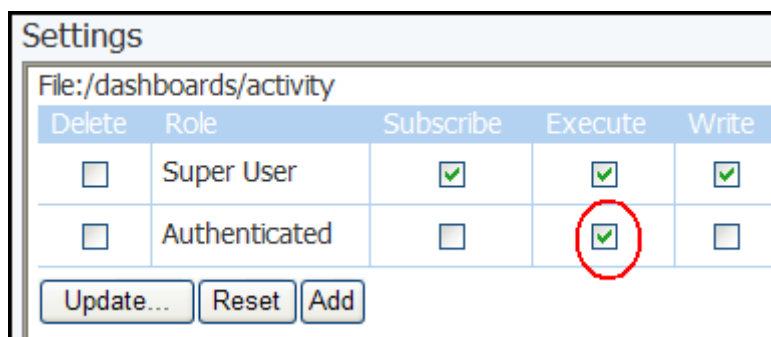 Settings
File:/dashboards/activity
Delete Role Subscribe Execute Write
Super User
Authenticated
Update... Reset Add